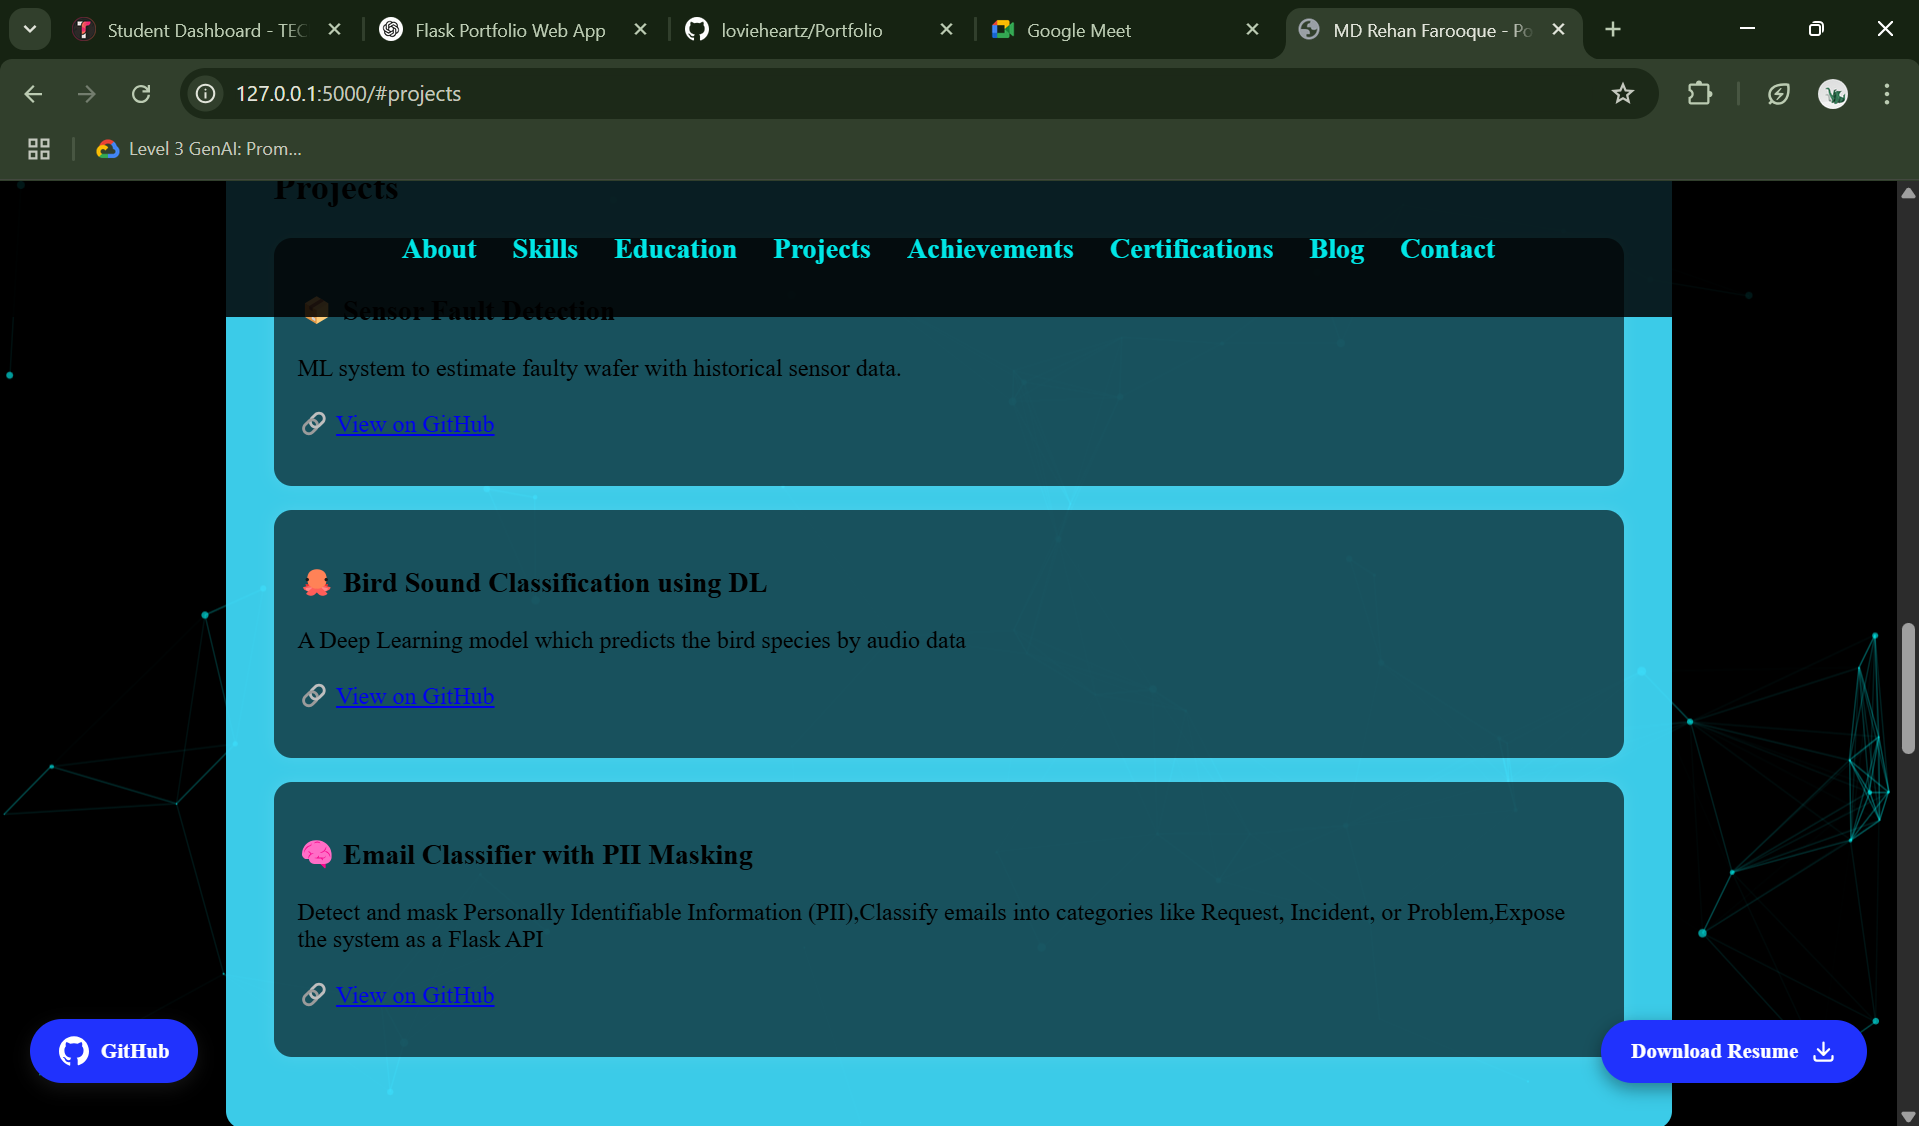 Student Dashboard - TEC
Flask Portfolio Web App
lovieheartz/Portfolio
Google Meet
MD Rehan Farooque - Po
127.0.0.1:5000/#projects
Level 3 GenAI: Prom...
Projects
About Skills Education Projects Achievements Certifications Blog Contact
Sensor Fault Detection
ML system to estimate faulty wafer with historical sensor data.
View on GitHub
Bird Sound Classification using DL
A Deep Learning model which predicts the bird species by audio data
View on GitHub
Email Classifier with PII Masking
Detect and mask Personally Identifiable Information (PII),Classify emails into categories like Request, Incident, or Problem,Expose
the system as a Flask API
View on GitHub
GitHub
Download Resume